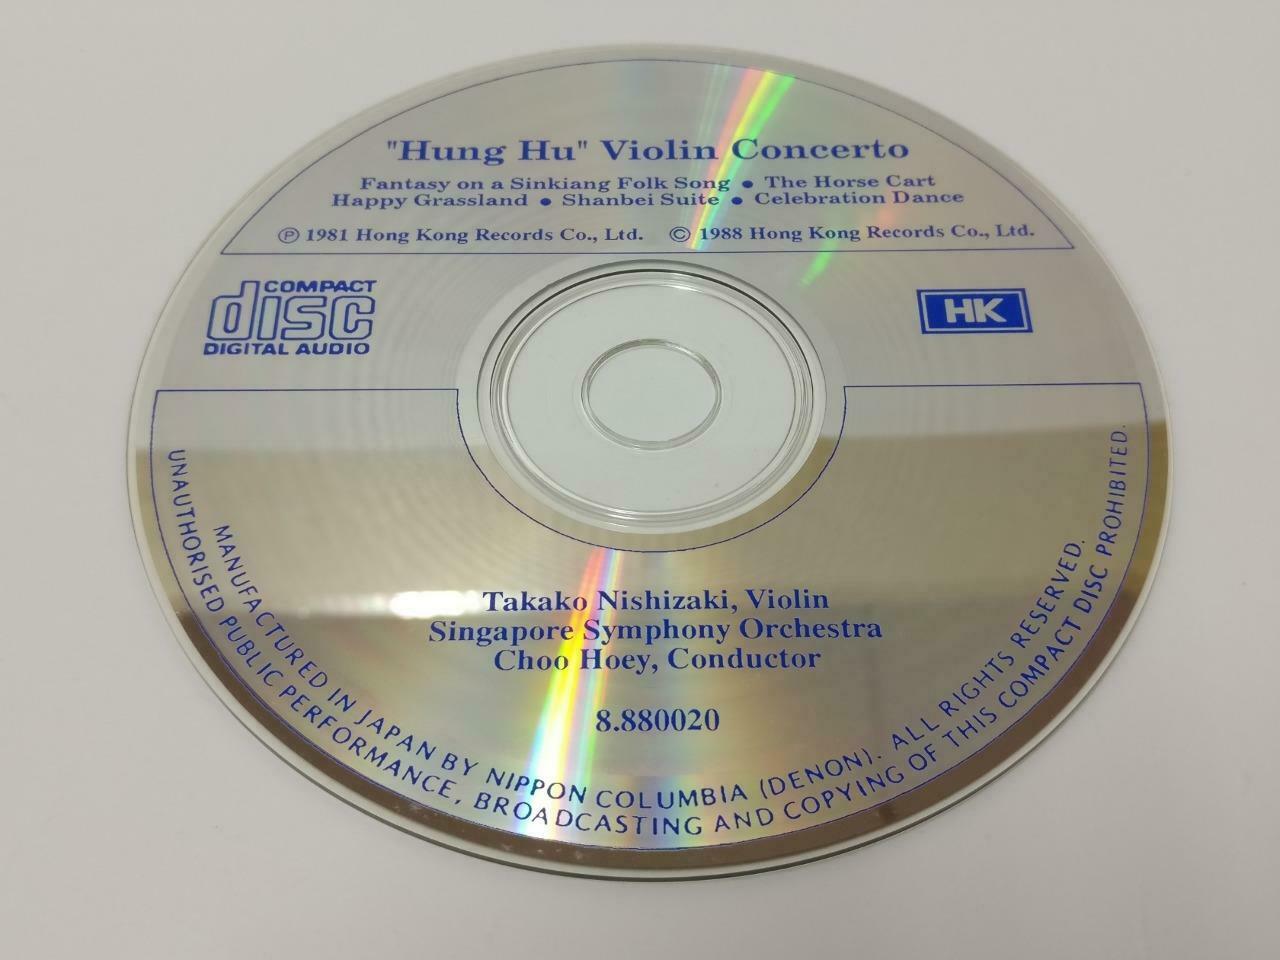 "Hung Hu" Violin Concerto
Fantasy on a Sinkiang Folk Song • The Horse Cart
Happy Grassland • Shanbei Suite • Celebration Dance
℗ 1981 Hong Kong Records Co., Ltd. © 1988 Hong Kong Records Co., Ltd.
COMPACT
disc
DIGITAL AUDIO
HK
Takako Nishizaki, Violin
Singapore Symphony Orchestra
Choo Hoey, Conductor
8.880020
MANUFACTURED IN JAPAN BY NIPPON COLUMBIA (DENON). ALL RIGHTS RESERVED.
UNAUTHORISED PUBLIC PERFORMANCE, BROADCASTING AND COPYING OF THIS COMPACT DISC PROHIBITED.